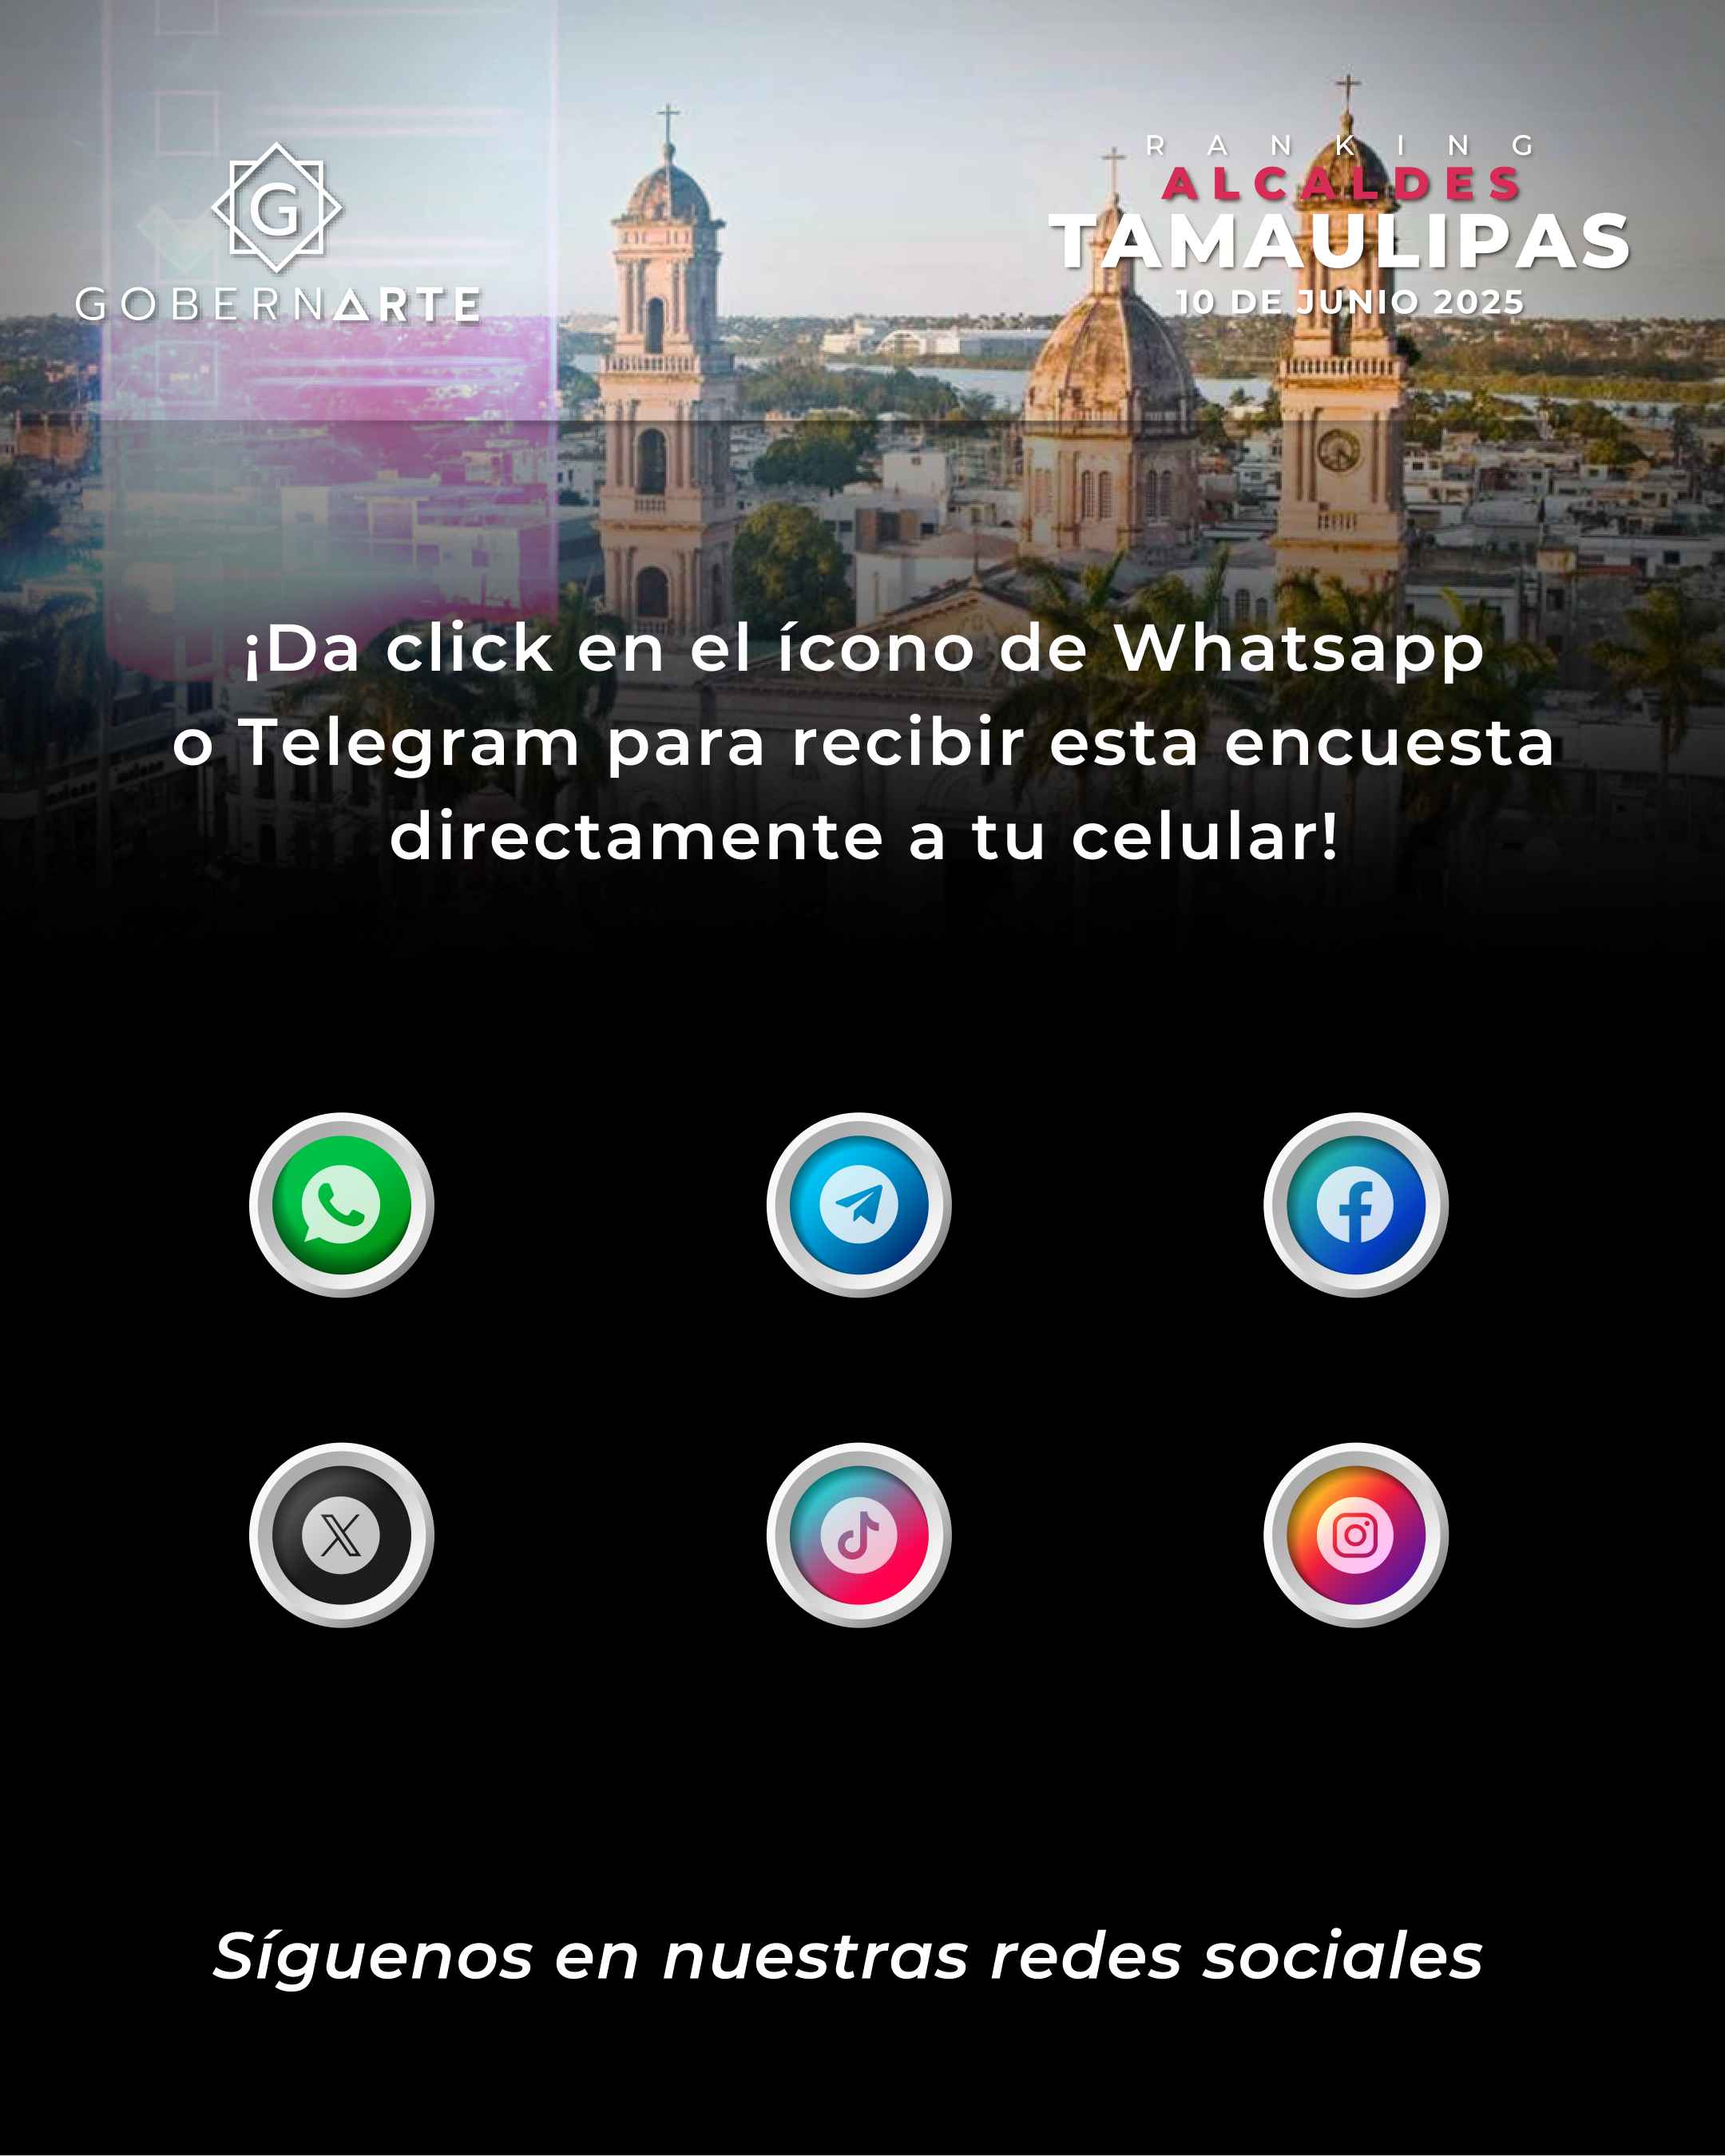 G
GOBERNARTE
RANKING
ALCALDES
TAMAULIPAS
10 DE JUNIO 2025
¡Da click en el ícono de Whatsapp
o Telegram para recibir esta encuesta
directamente a tu celular!
Síguenos en nuestras redes sociales